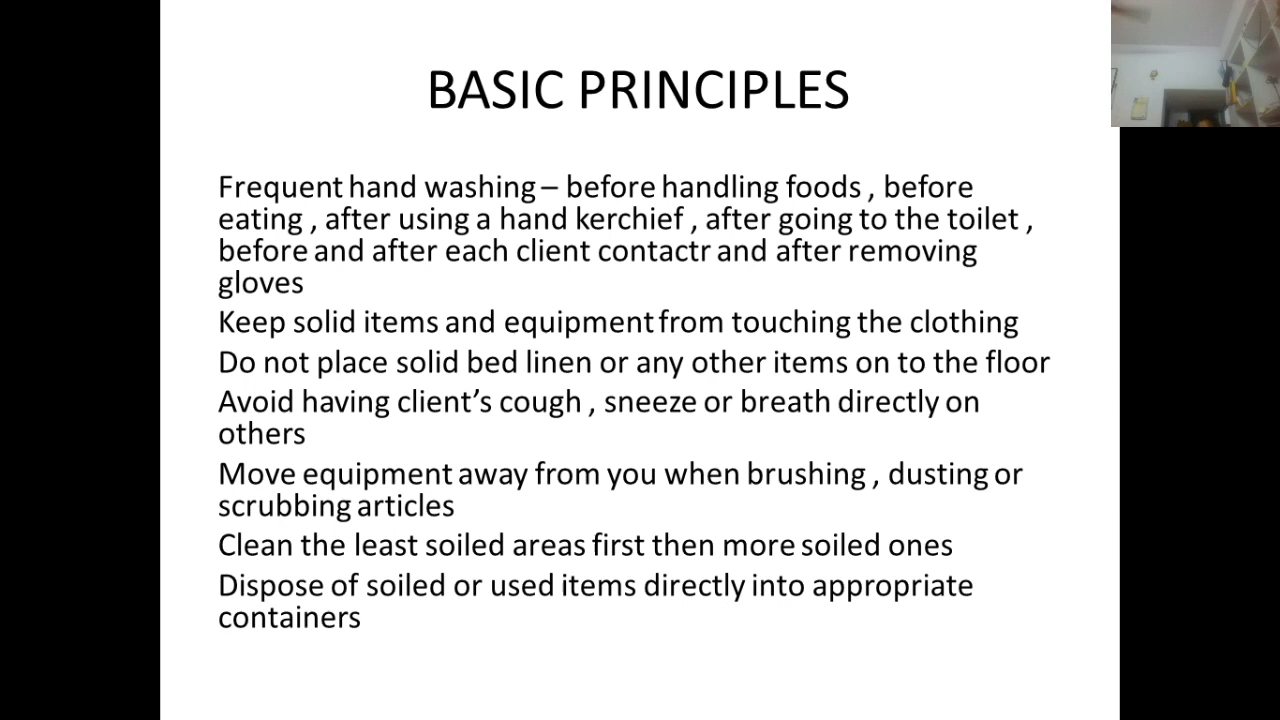 BASIC PRINCIPLES
Frequent hand washing – before handling foods , before
eating , after using a hand kerchief , after going to the toilet ,
before and after each client contactr and after removing
gloves
Keep solid items and equipment from touching the clothing
Do not place solid bed linen or any other items on to the floor
Avoid having client’s cough , sneeze or breath directly on
others
Move equipment away from you when brushing , dusting or
scrubbing articles
Clean the least soiled areas first then more soiled ones
Dispose of soiled or used items directly into appropriate
containers